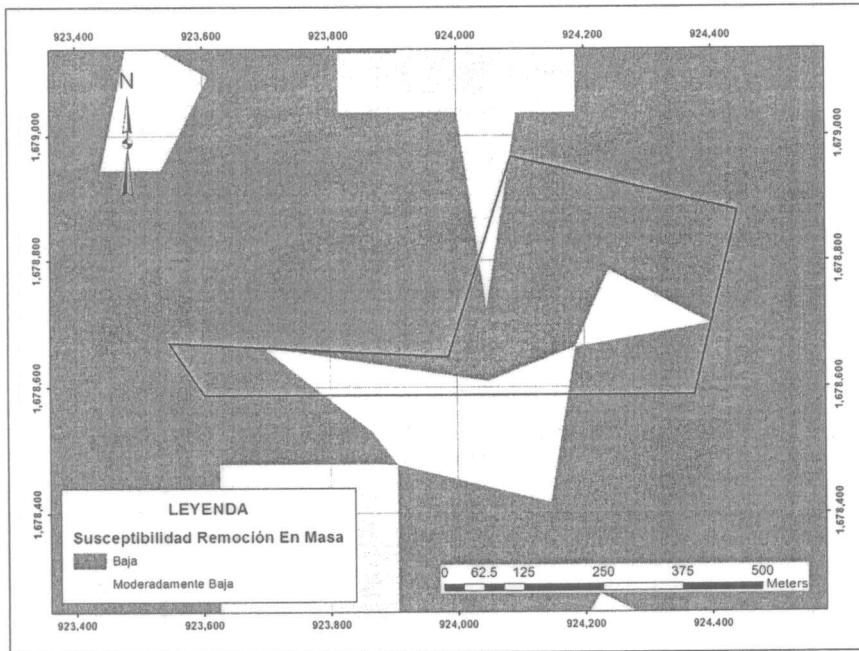 923,400 923,600 923,800 924,000 924,200 924,400
N
1,679,000 1,679,000
1,678,800 1,678,800
1,678,600 1,678,600
1,678,400 1,678,400
LEYENDA
Susceptibilidad Remoción En Masa
Baja
Moderadamente Baja
0 62.5 125 250 375 500
Meters
923,400 923,600 923,800 924,000 924,200 924,400